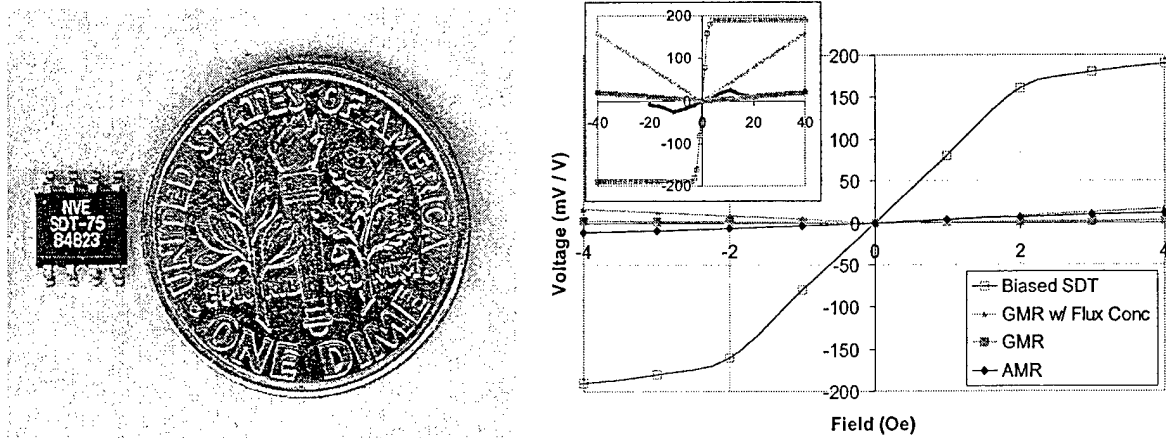 NVE
SDT-75
84823
UNITED STATES OF AMERICA
ONE DIME
200
100
0
-100
-200
-40
-20
0
20
40
Voltage (mV / V)
200
150
100
50
0
-50
-100
-150
-200
-4
-2
0
2
4
Biased SDT
GMR w/ Flux Conc
GMR
AMR
Field (Oe)